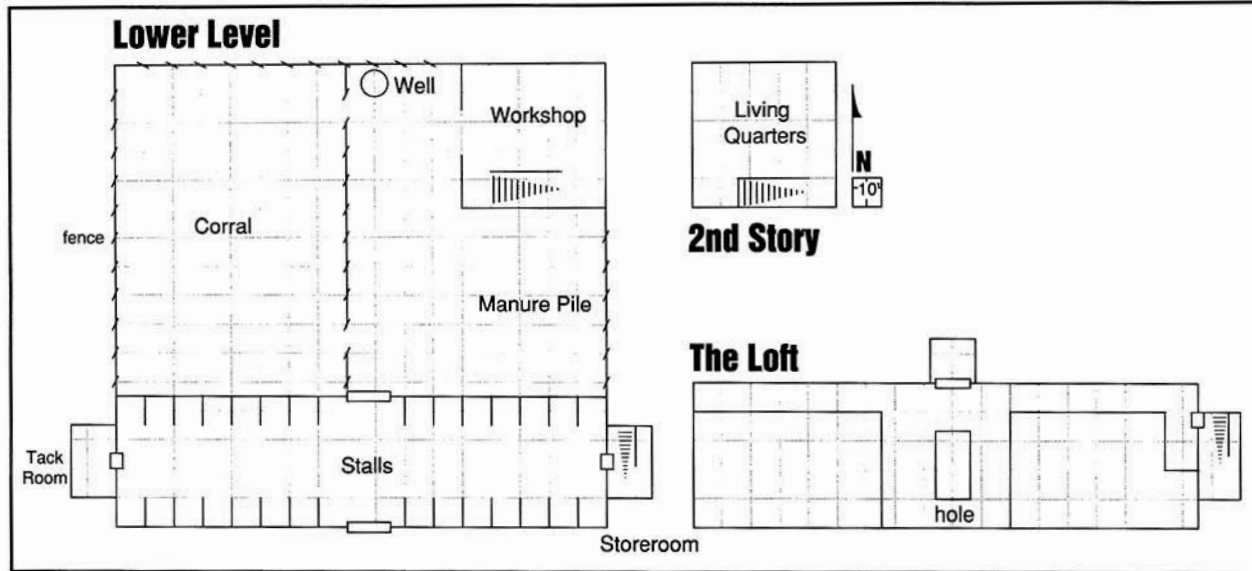 Lower Level
Well
Workshop
Living
Quarters
N
10'
2nd Story
fence
Corral
Manure Pile
The Loft
Tack
Room
Stalls
hole
Storeroom